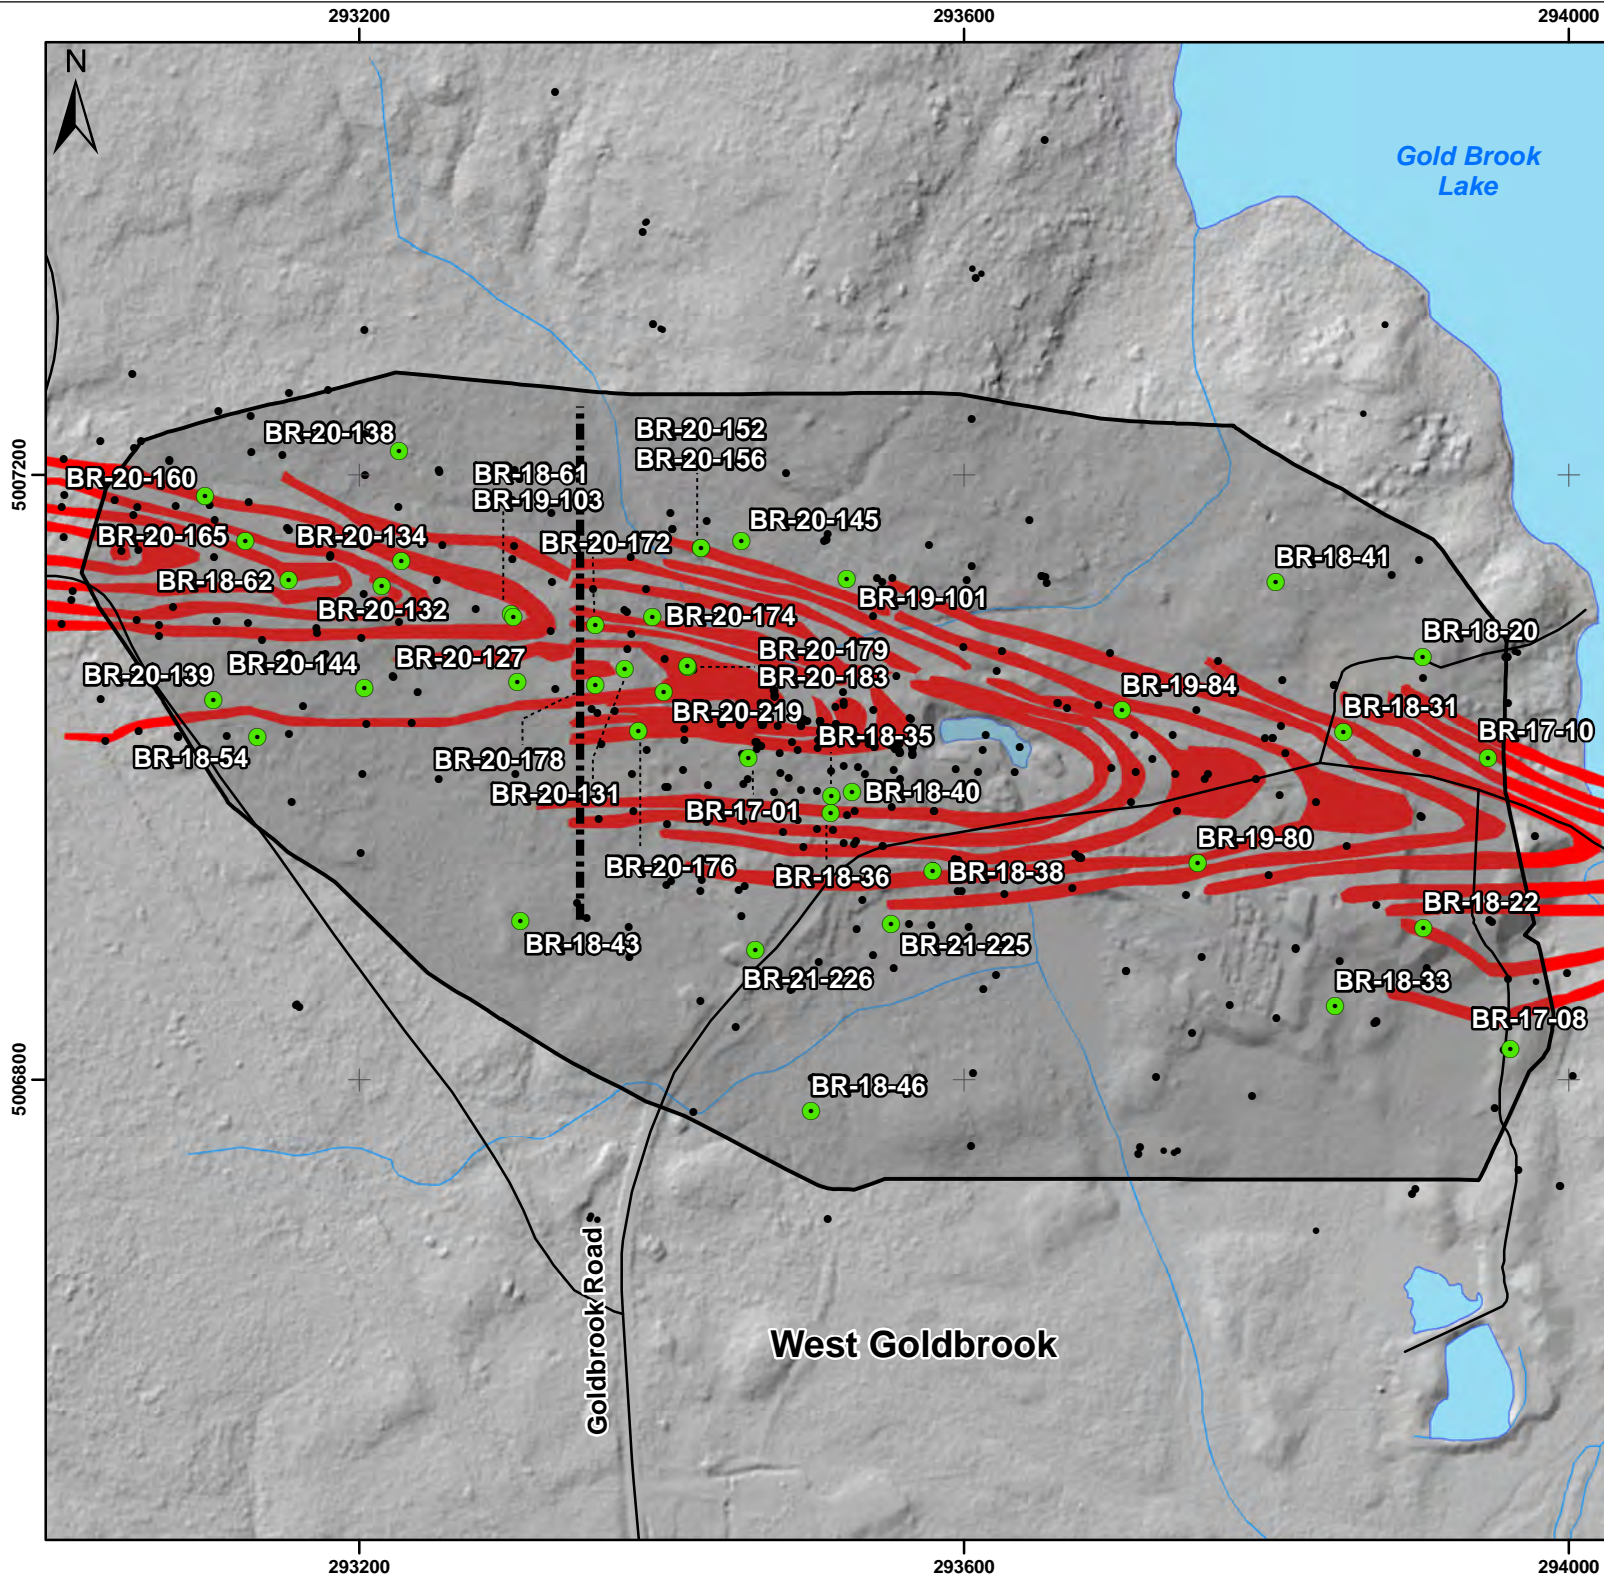 293200
293600
294000
N
Gold Brook
Lake
5007200
BR-20-138
BR-20-152
BR-20-156
BR-20-160
BR-18-61
BR-19-103
BR-20-165
BR-20-134
BR-20-172
BR-20-145
BR-18-41
BR-18-62
BR-20-132
BR-19-101
BR-20-174
BR-18-20
BR-20-139
BR-20-144
BR-20-127
BR-20-179
BR-20-183
BR-19-84
BR-20-219
BR-18-31
BR-18-35
BR-17-10
BR-18-54
BR-20-178
BR-20-131
BR-17-01
BR-18-40
BR-19-80
BR-20-176
BR-18-36
BR-18-38
BR-18-22
BR-18-43
BR-21-225
BR-21-226
BR-18-33
BR-17-08
5006800
BR-18-46
Goldbrook Road
West Goldbrook
293200
293600
294000